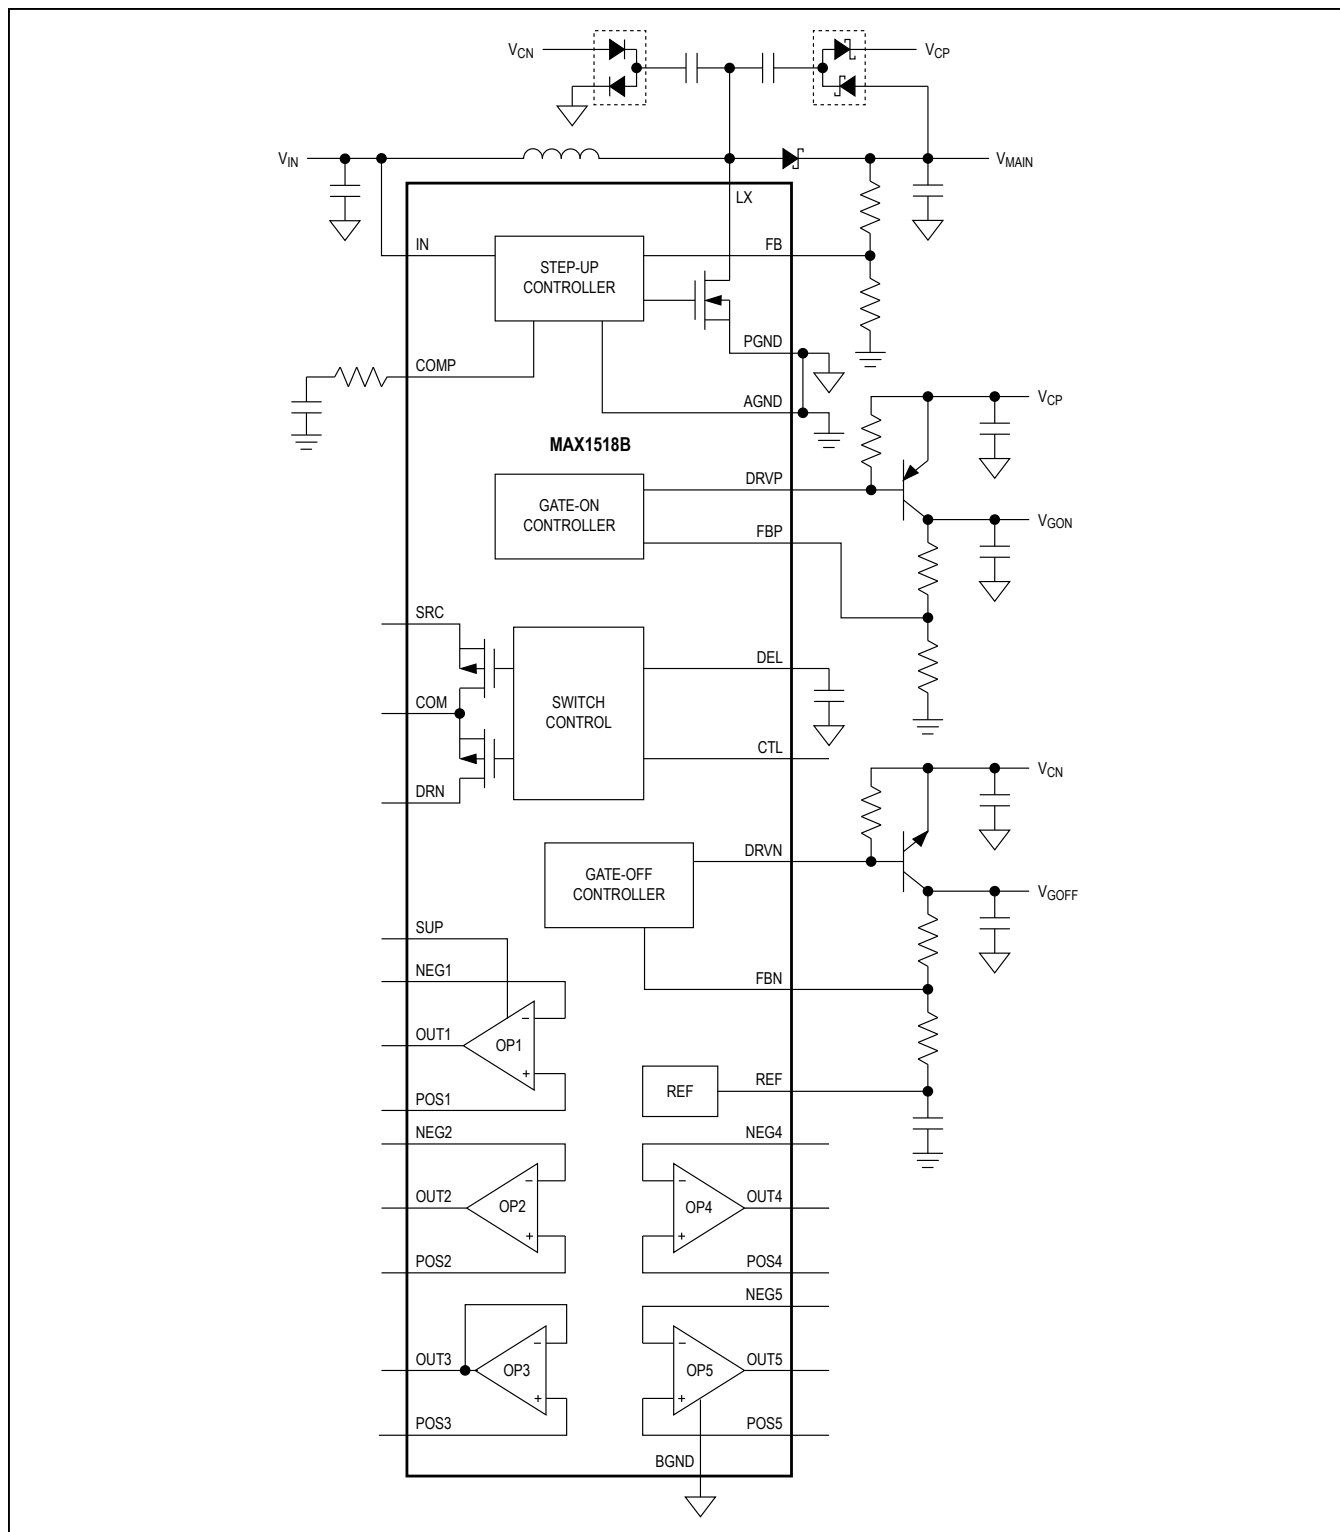 VCN
VCP
VIN
VMAIN
LX
IN
FB
STEP-UP
CONTROLLER
PGND
COMP
AGND
VCP
MAX1518B
DRVP
GATE-ON
CONTROLLER
VGON
FBP
SRC
DEL
COM
SWITCH
CONTROL
CTL
VCN
DRN
DRVN
GATE-OFF
CONTROLLER
VGOFF
SUP
NEG1
FBN
−
OUT1
OP1
+
REF
REF
POS1
NEG2
NEG4
−
−
OUT2
OP2
OP4
OUT4
+
+
POS2
POS4
NEG5
−
−
OUT3
OP3
OP5
OUT5
+
+
POS3
POS5
BGND